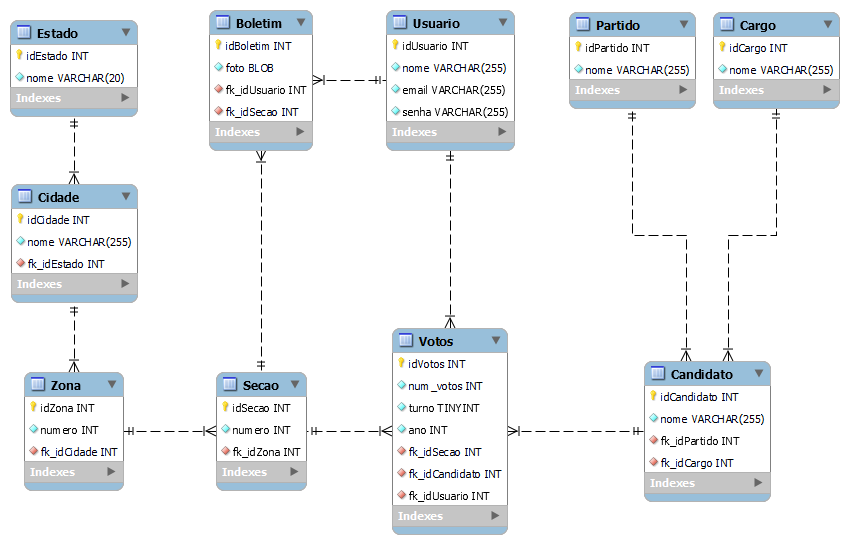 Estado
idEstado INT
nome VARCHAR(20)
Indexes
Boletim
idBoletim INT
foto BLOB
fk_idUsuario INT
fk_idSecao INT
Indexes
Usuario
idUsuario INT
nome VARCHAR(255)
email VARCHAR(255)
senha VARCHAR(255)
Indexes
Partido
idPartido INT
nome VARCHAR(255)
Indexes
Cargo
idCargo INT
nome VARCHAR(255)
Indexes
Cidade
idCidade INT
nome VARCHAR(255)
fk_idEstado INT
Indexes
Zona
idZona INT
numero INT
fk_idCidade INT
Indexes
Secao
idSecao INT
numero INT
fk_idZona INT
Indexes
Votos
idVotos INT
num_votos INT
turno TINYINT
ano INT
fk_idSecao INT
fk_idCandidato INT
fk_idUsuario INT
Indexes
Candidato
idCandidato INT
nome VARCHAR(255)
fk_idPartido INT
fk_idCargo INT
Indexes